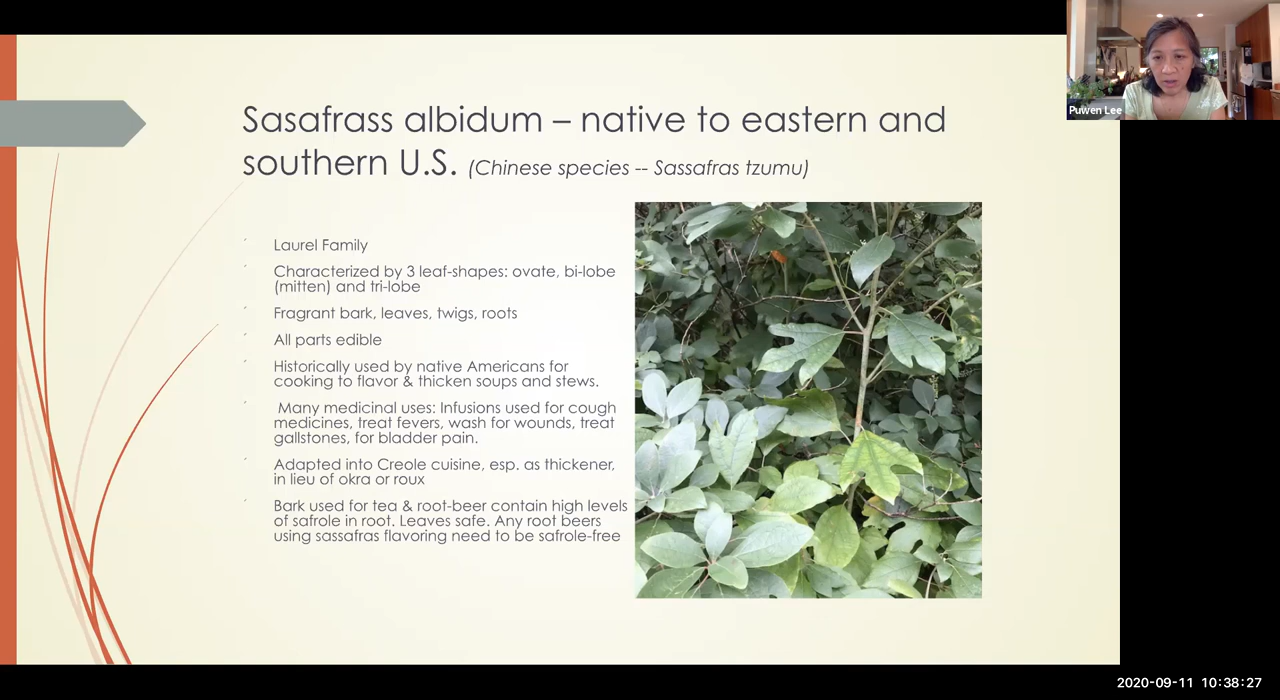 Sasafrass albidum – native to eastern and
southern U.S. (Chinese species -- Sassafras tzumu)
Laurel Family
Characterized by 3 leaf-shapes: ovate, bi-lobe
(mitten) and tri-lobe
Fragrant bark, leaves, twigs, roots
All parts edible
Historically used by native Americans for
cooking to flavor & thicken soups and stews.
Many medicinal uses: Infusions used for cough
medicines, treat fevers, wash for wounds, treat
gallstones, for bladder pain.
Adapted into Creole cuisine, esp. as thickener,
in lieu of okra or roux
Bark used for tea & root-beer contain high levels
of safrole in root. Leaves safe. Any root beers
using sassafras flavoring need to be safrole-free
Puwen Lee
2020-09-11 10:38:27